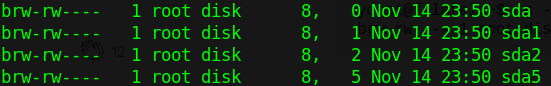 brw-rw---- 1 root disk 8, 0 Nov 14 23:50 sda
brw-rw---- 1 root disk 8, 1 Nov 14 23:50 sda1
brw-rw---- 1 root disk 8, 2 Nov 14 23:50 sda2
brw-rw---- 1 root disk 8, 5 Nov 14 23:50 sda5